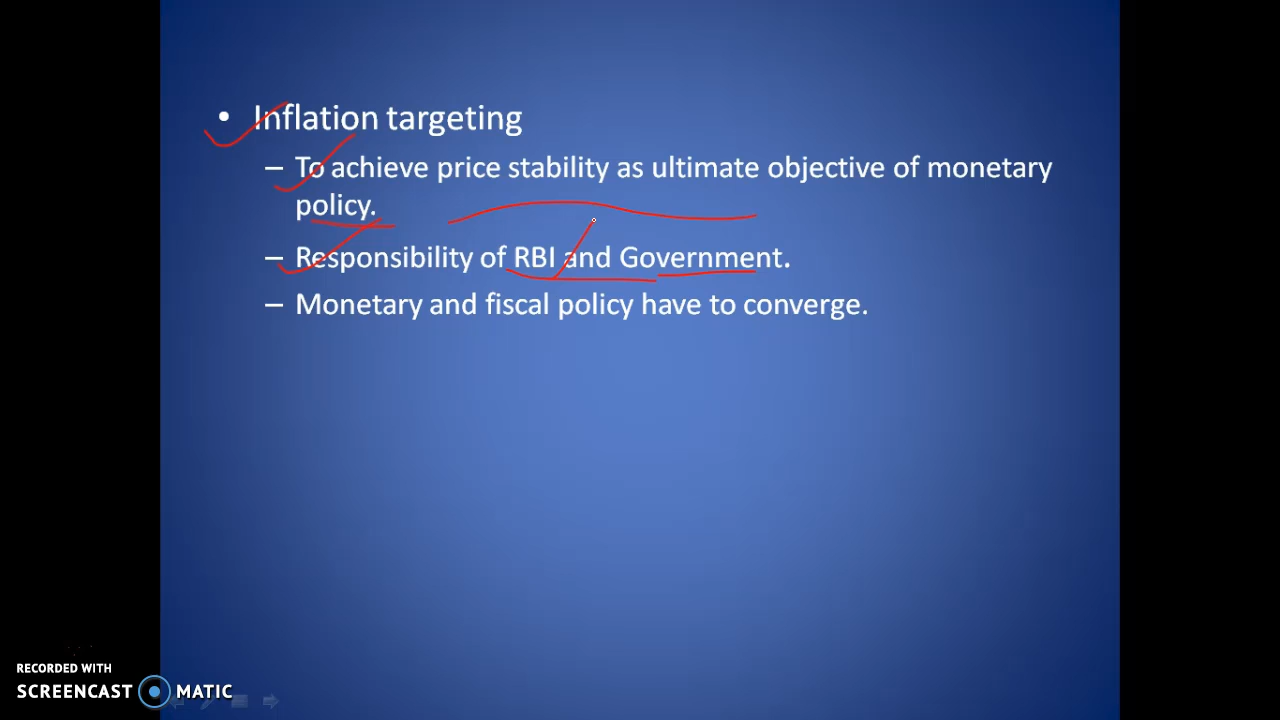 • Inflation targeting
– To achieve price stability as ultimate objective of monetary
policy.
– Responsibility of RBI and Government.
– Monetary and fiscal policy have to converge.
RECORDED WITH
SCREENCAST MATIC